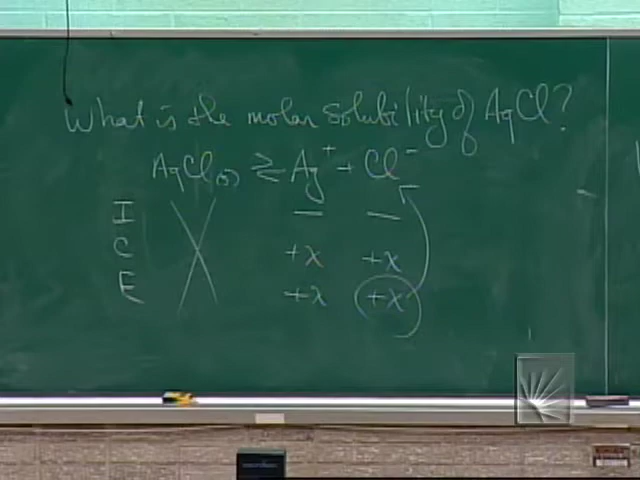 What is the molar solubility of AgCl?
AgCl(s) ⇌ Ag⁺ + Cl⁻
I — —
C +x +x
E +x +x